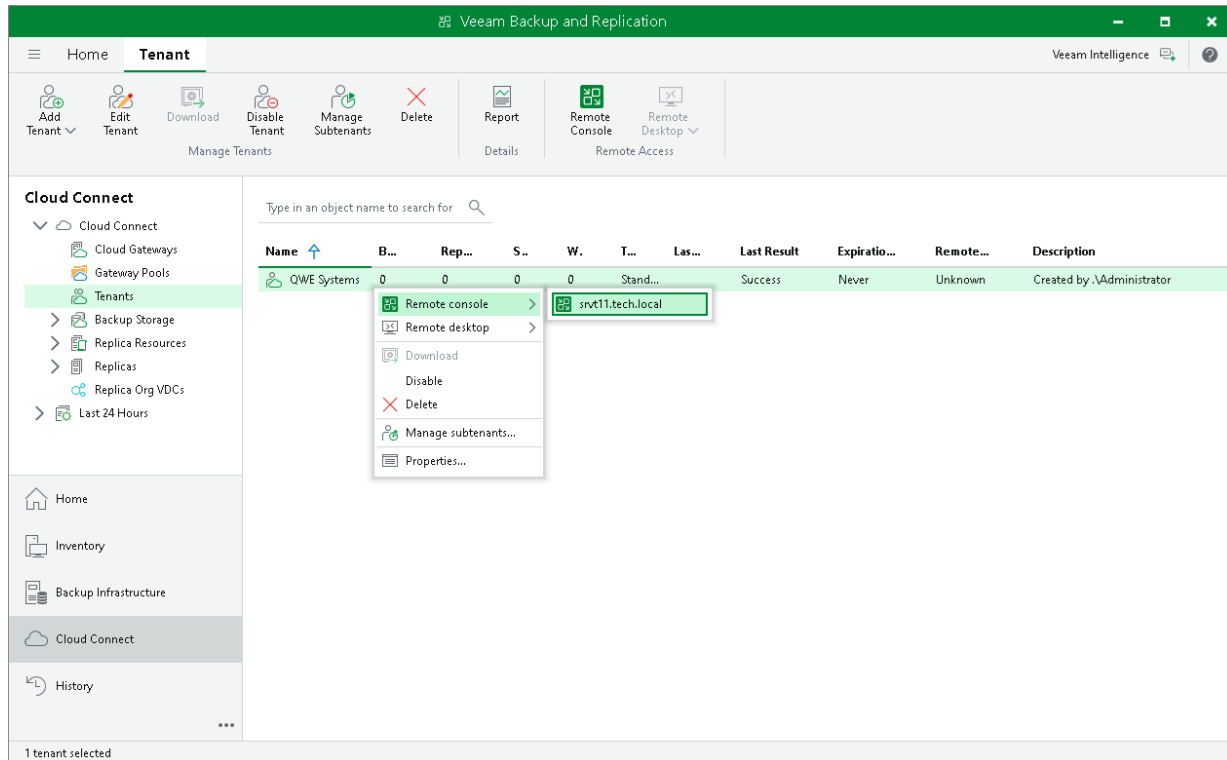 Veeam Backup and Replication
Home Tenant Veeam Intelligence
Add Tenant
Edit Tenant
Download
Disable Tenant
Manage Subtenants
Delete
Report
Remote Console
Remote Desktop
Manage Tenants
Details
Remote Access
Cloud Connect
Cloud Connect
Cloud Gateways
Gateway Pools
Tenants
Backup Storage
Replica Resources
Replicas
Replica Org VDCs
Last 24 Hours
Type in an object name to search for
Name B... Rep... S.. W. T... Las... Last Result Expiratio... Remote... Description
QWE Systems 0 0 0 0 Stand... Success Never Unknown Created by .\Administrator
Remote console
srvt11.tech.local
Remote desktop
Download
Disable
Delete
Manage subtenants...
Properties...
Home
Inventory
Backup Infrastructure
Cloud Connect
History
1 tenant selected